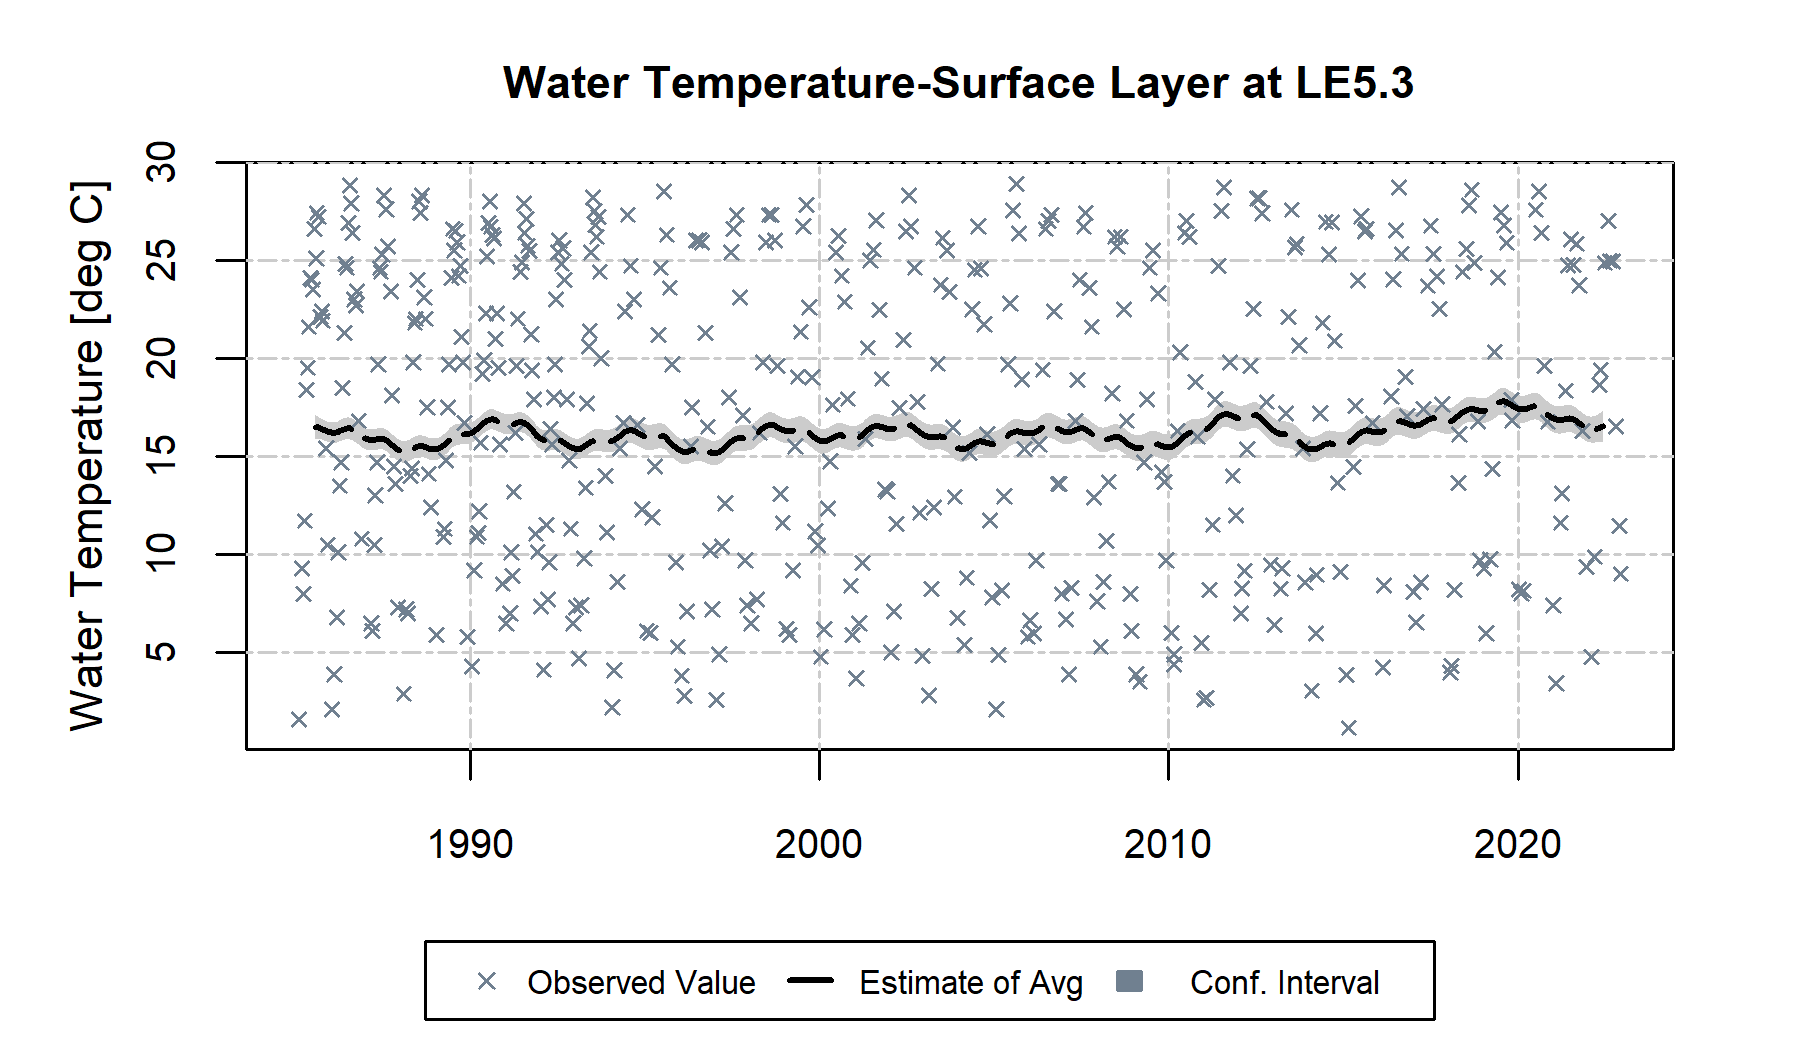 Water Temperature-Surface Layer at LE5.3
Water Temperature [deg C]
30
25
20
15
10
5
1990 2000 2010 2020
Observed Value Estimate of Avg Conf. Interval